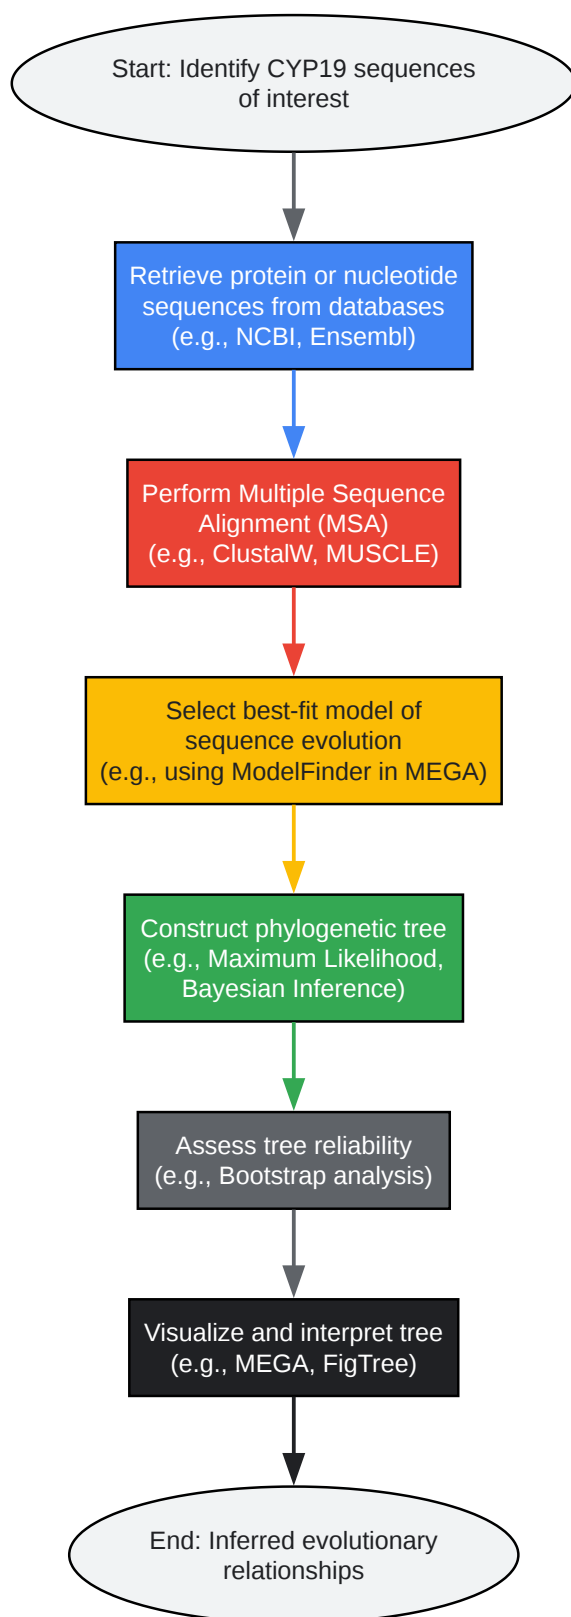 Start: Identify CYP19 sequences
of interest
Retrieve protein or nucleotide
sequences from databases
(e.g., NCBI, Ensembl)
Perform Multiple Sequence
Alignment (MSA)
(e.g., ClustalW, MUSCLE)
Select best-fit model of
sequence evolution
(e.g., using ModelFinder in MEGA)
Construct phylogenetic tree
(e.g., Maximum Likelihood,
Bayesian Inference)
Assess tree reliability
(e.g., Bootstrap analysis)
Visualize and interpret tree
(e.g., MEGA, FigTree)
End: Inferred evolutionary
relationships